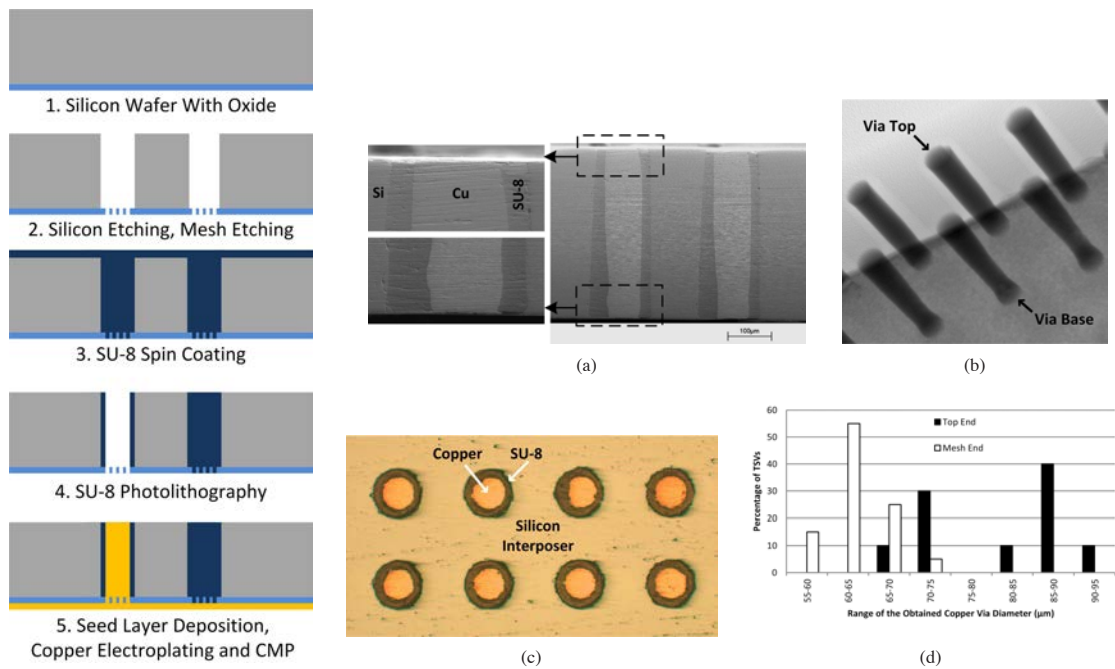 1. Silicon Wafer With Oxide
2. Silicon Etching, Mesh Etching
3. SU-8 Spin Coating
4. SU-8 Photolithography
5. Seed Layer Deposition,
Copper Electroplating and CMP
Si
Cu
SU-8
100µm
(a)
Via Top
Via Base
(b)
Copper
SU-8
Silicon
Interposer
(c)
Percentage of TSVs
60
50
40
30
20
10
0
Top End
Mesh End
55-60
60-65
65-70
70-75
75-80
80-85
85-90
90-95
Range of the Obtained Copper Via Diameter (µm)
(d)